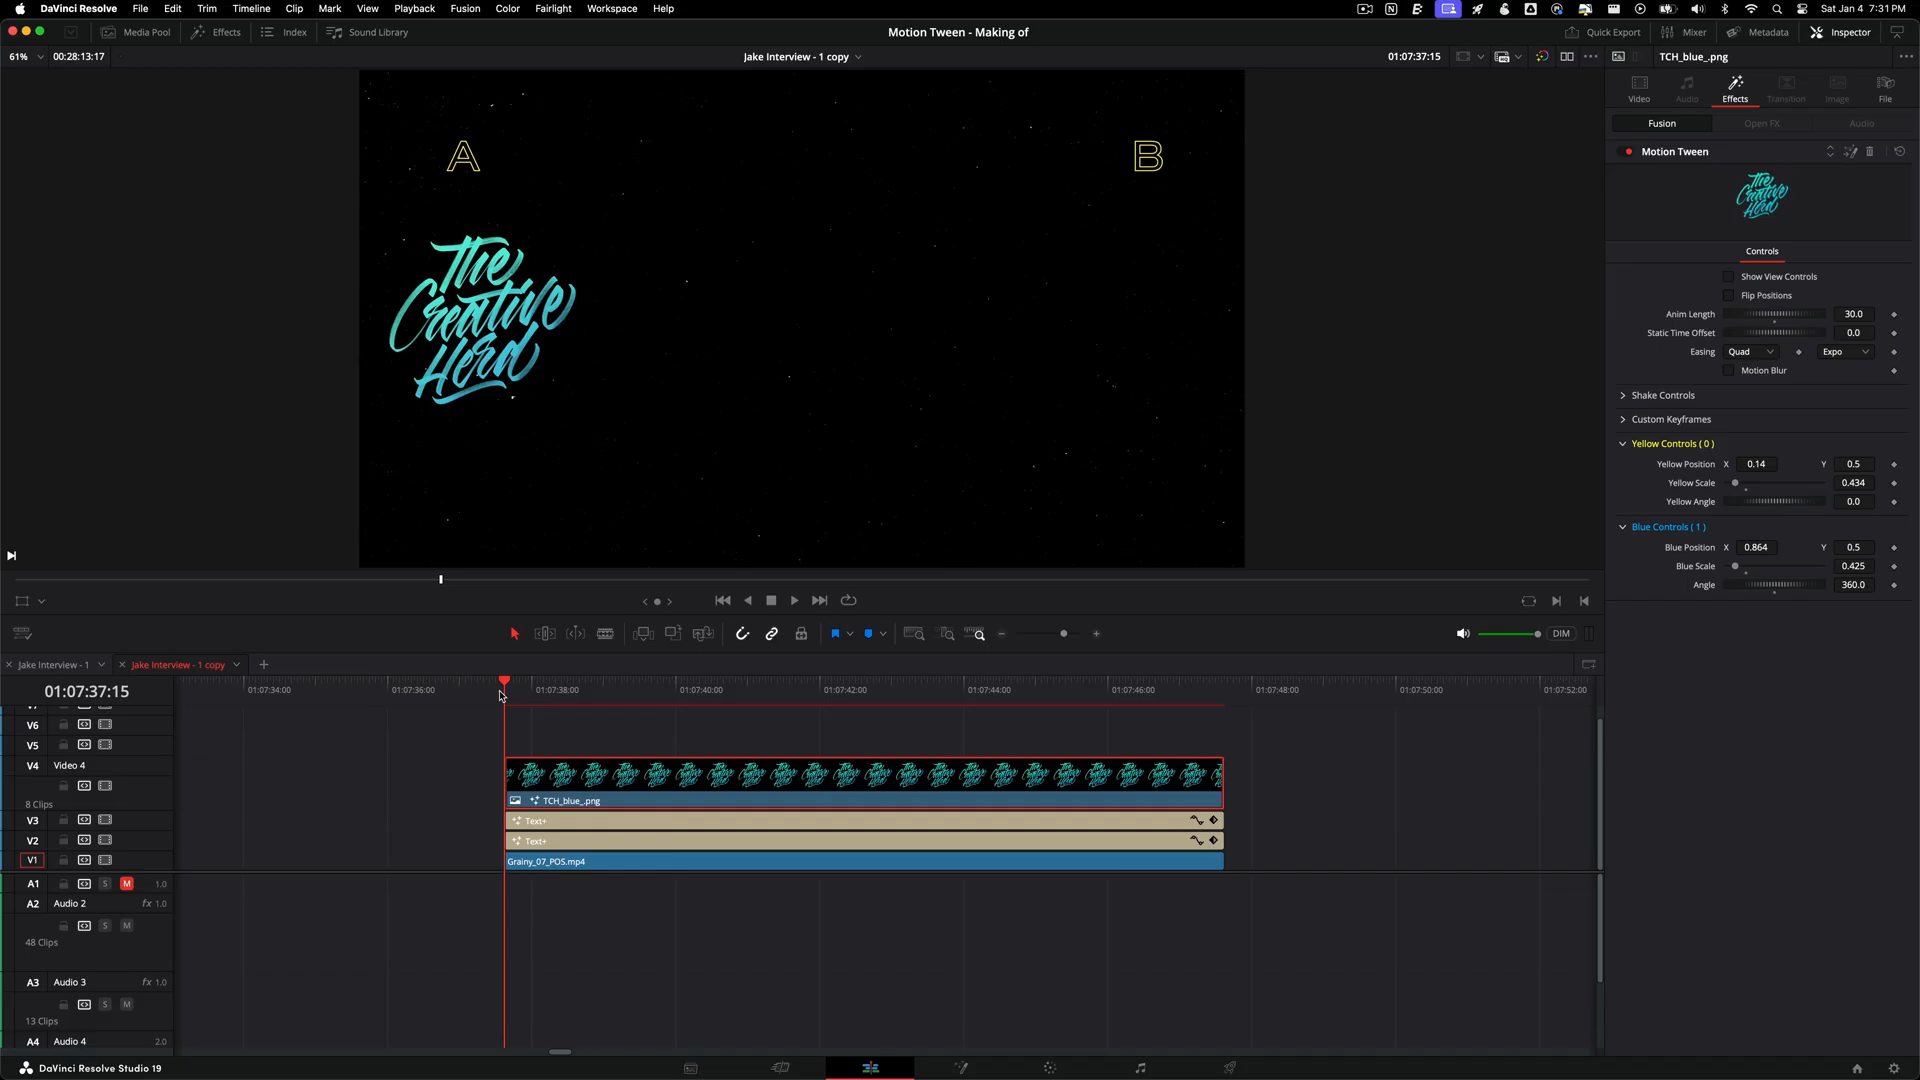 DaVinci Resolve File Edit Trim Timeline Clip Mark View Playback Fusion Color Fairlight Workspace Help Sat Jan 4 7:31 PM
Media Pool Effects Index Sound Library Motion Tween - Making of Quick Export Mixer Metadata Inspector
61% 00:28:13:17 Jake Interview - 1 copy 01:07:37:15 TCH_blue_.png
Video Audio Effects Transition Image File
Fusion Open FX Audio
Motion Tween
A B
The
Creative
Herd
The
Creative
Herd
Controls
Show View Controls
Flip Positions
Anim Length 30.0
Static Time Offset 0.0
Easing Quad Expo
Motion Blur
Shake Controls
Custom Keyframes
Yellow Controls ( 0 )
Yellow Position X 0.14 Y 0.5
Yellow Scale 0.434
Yellow Angle 0.0
Blue Controls ( 1 )
Blue Position X 0.864 Y 0.5
Blue Scale 0.425
Angle 360.0
DIM
Jake Interview - 1 Jake Interview - 1 copy
01:07:37:15 01:07:34:00 01:07:36:00 01:07:38:00 01:07:40:00 01:07:42:00 01:07:44:00 01:07:46:00 01:07:48:00 01:07:50:00 01:07:52:00
V6
V5
V4 Video 4
8 Clips
TCH_blue_.png
V3 Text+
V2 Text+
V1 Grainy_07_POS.mp4
A1 S M 1.0
A2 Audio 2 fx 1.0
S M
48 Clips
A3 Audio 3 fx 1.0
S M
13 Clips
A4 Audio 4 2.0
DaVinci Resolve Studio 19